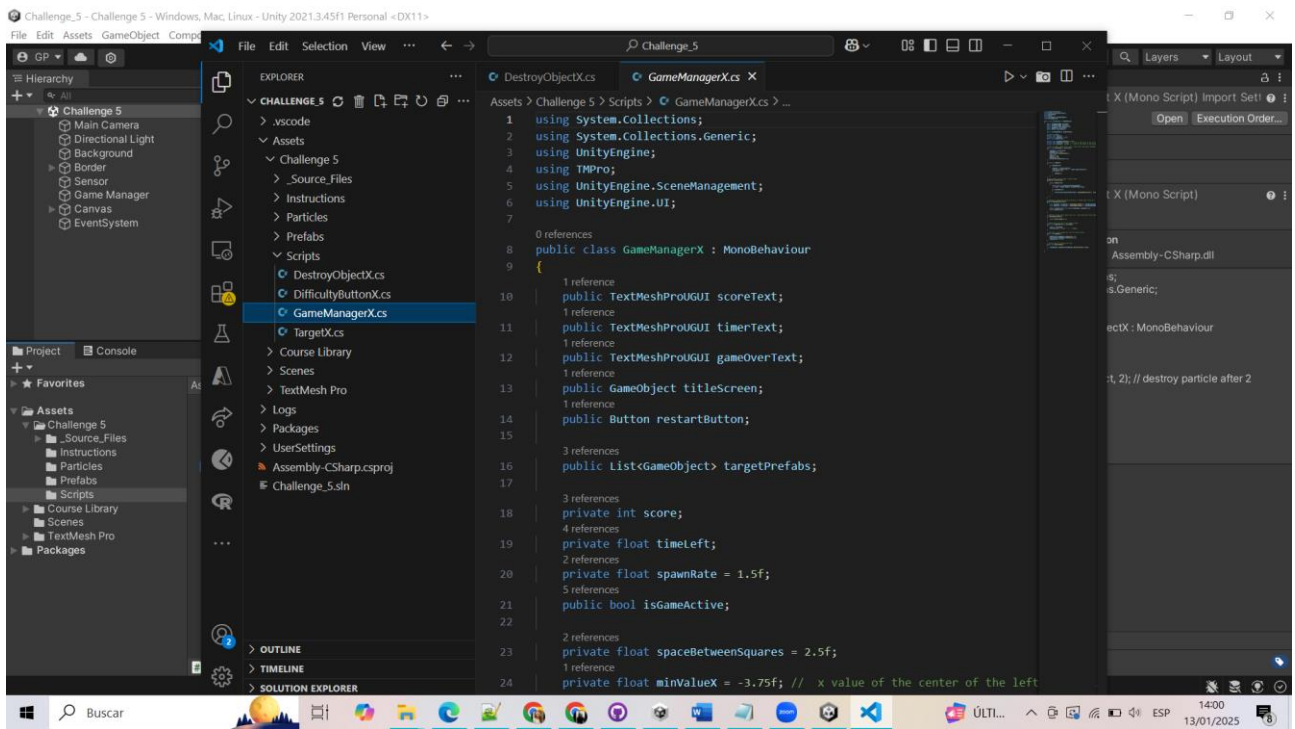 Challenge_5 - Challenge 5 - Windows, Mac, Linux - Unity 2021.3.45f1 Personal <DX11>
File Edit Assets GameObject Compo
GP
Layers
Layout
Hierarchy
All
Challenge 5
Main Camera
Directional Light
Background
Border
Sensor
Game Manager
Canvas
EventSystem
Project
Console
Favorites
As
Assets
Challenge 5
_Source_Files
Instructions
Particles
Prefabs
Scripts
Course Library
Scenes
TextMesh Pro
Packages
File Edit Selection View ··· Challenge_5
EXPLORER
CHALLENGE_5
.vscode
Assets
Challenge 5
_Source_Files
Instructions
Particles
Prefabs
Scripts
DestroyObjectX.cs
DifficultyButtonX.cs
GameManagerX.cs
TargetX.cs
Course Library
Scenes
TextMesh Pro
Logs
Packages
UserSettings
Assembly-CSharp.csproj
Challenge_5.sln
OUTLINE
TIMELINE
SOLUTION EXPLORER
2
DestroyObjectX.cs GameManagerX.cs
Assets > Challenge 5 > Scripts > GameManagerX.cs > ...
1 using System.Collections;
2 using System.Collections.Generic;
3 using UnityEngine;
4 using TMPro;
5 using UnityEngine.SceneManagement;
6 using UnityEngine.UI;
7
0 references
8 public class GameManagerX : MonoBehaviour
9 {
1 reference
10 public TextMeshProUGUI scoreText;
1 reference
11 public TextMeshProUGUI timerText;
1 reference
12 public TextMeshProUGUI gameOverText;
1 reference
13 public GameObject titleScreen;
1 reference
14 public Button restartButton;
15
3 references
16 public List<GameObject> targetPrefabs;
17
3 references
18 private int score;
4 references
19 private float timeLeft;
2 references
20 private float spawnRate = 1.5f;
5 references
21 public bool isGameActive;
22
2 references
23 private float spaceBetweenSquares = 2.5f;
1 reference
24 private float minValueX = -3.75f; // x value of the center of the left
t X (Mono Script) Import Setti
Open Execution Order...
t X (Mono Script)
on
Assembly-CSharp.dll
s;
s.Generic;
ectX : MonoBehaviour
t, 2); // destroy particle after 2
Buscar
ÚLTI...
ESP
14:00
13/01/2025
8